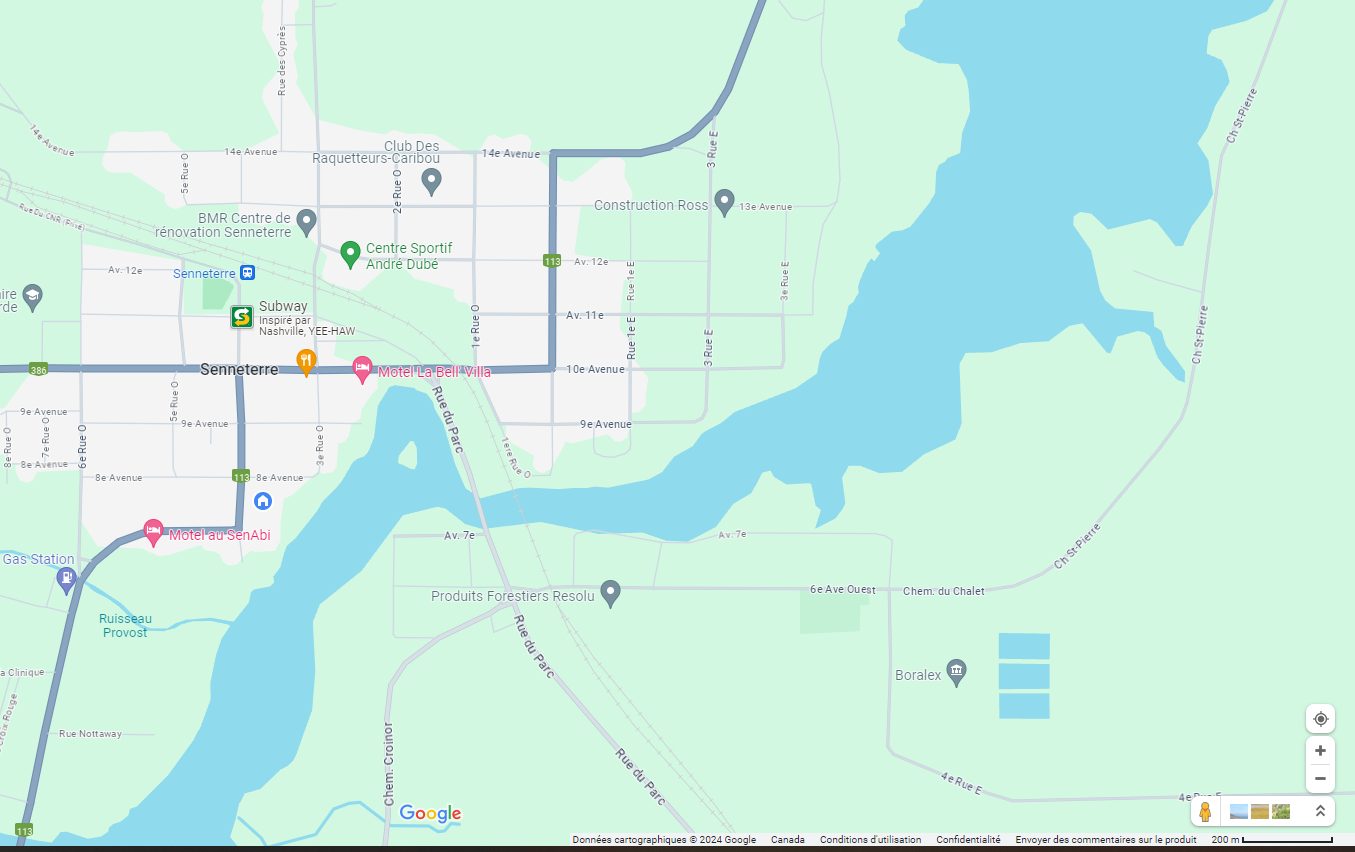 Rue des Cyprès
14e Avenue
5e Rue O
14e Avenue
Club Des
Raquetteurs-Caribou
14e Avenue
3 Rue E
Ch St-Pierre
2e Rue O
Rue Du CNR (Privé)
BMR Centre de
rénovation Senneterre
Construction Ross
13e Avenue
Centre Sportif
André Dubé
Av. 12e
Senneterre
113
Av. 12e
Rue 1e E
3e Rue E
Subway
Inspiré par
Nashville, YEE-HAW
1e Rue O
Av. 11e
Rue 1e E
3 Rue E
Ch St-Pierre
386
Senneterre
Motel La Bell-Villa
10e Avenue
5e Rue O
9e Avenue
7e Rue O
8e Rue O
6e Rue O
9e Avenue
3e Rue O
Rue du Parc
9e Avenue
8e Avenue
8e Avenue
113
8e Avenue
1ere Rue O
Motel au SenAbi
Av. 7e
Av. 7e
Ch St-Pierre
Gas Station
Produits Forestiers Resolu
6e Ave Ouest
Chem. du Chalet
Ruisseau
Provost
Rue du Parc
a Clinique
Boralex
Croix Rouge
Rue Nottaway
Chem. Croinor
Rue du Parc
4e Rue E
4e Rue E
113
Google
Données cartographiques © 2024 Google
Canada
Conditions d'utilisation
Confidentialité
Envoyer des commentaires sur le produit
200 m